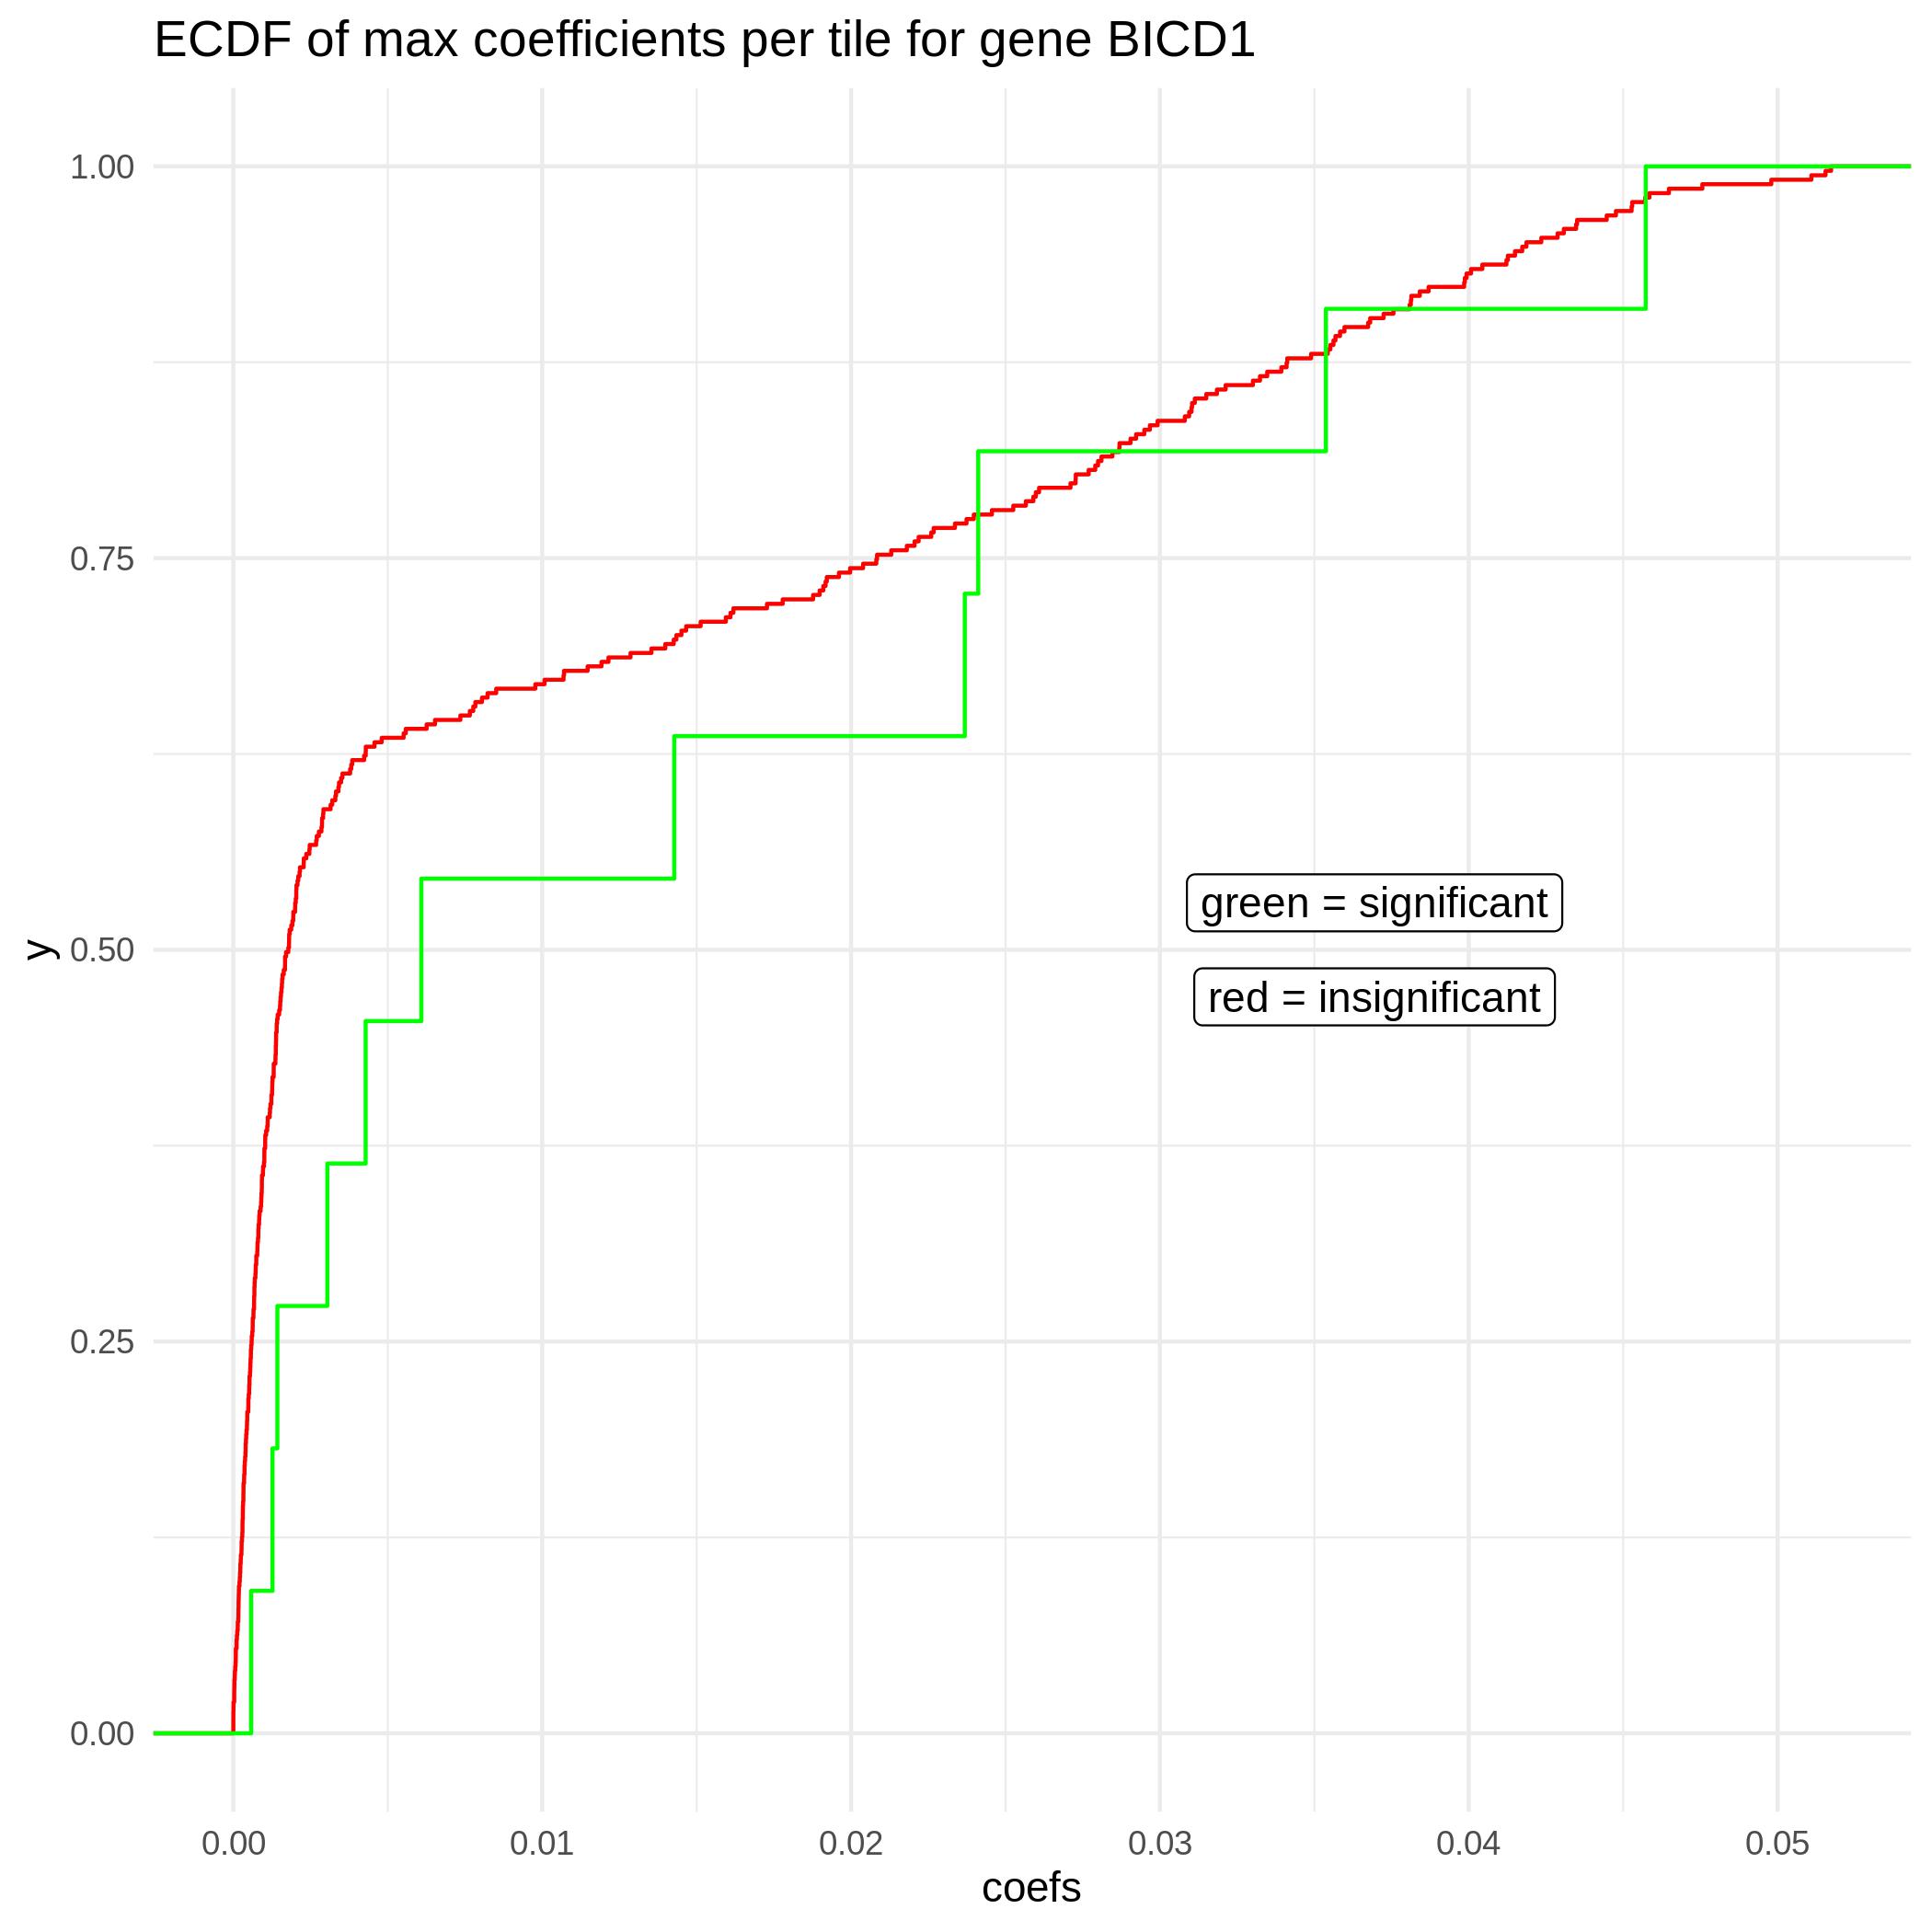 ECDF of max coefficients per tile for gene BICD1
1.00
0.75
0.50
0.25
0.00
y
green = significant
red = insignificant
0.00 0.01 0.02 0.03 0.04 0.05
coefs